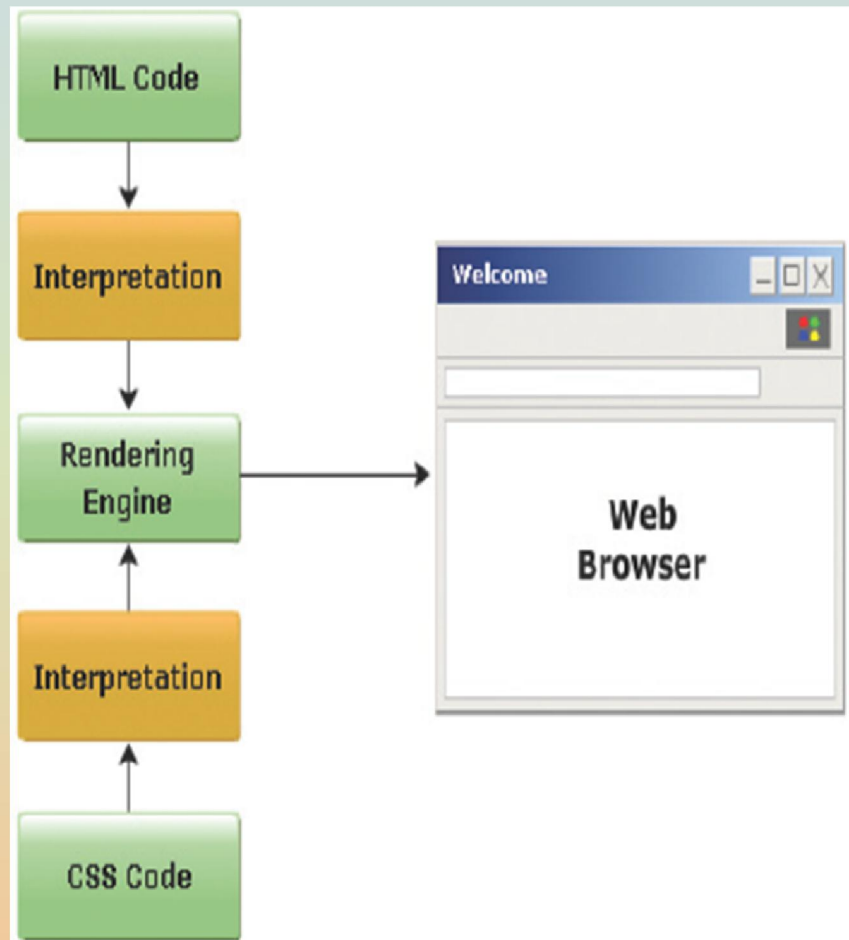 HTML Code
Interpretation
Rendering
Engine
Interpretation
CSS Code
Welcome
Web
Browser